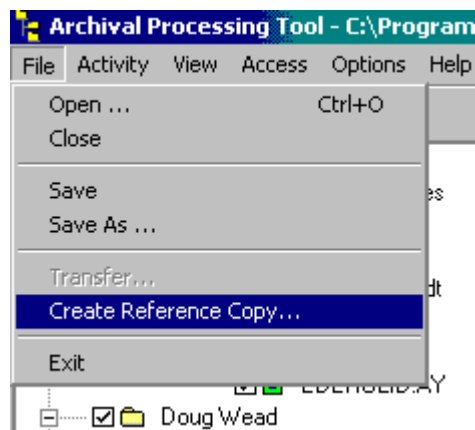 Archival Processing Tool - C:\Program
File Activity View Access Options Help
Open ... Ctrl+O
Close
Save
Save As ...
Transfer...
Create Reference Copy...
Exit
Doug Wead